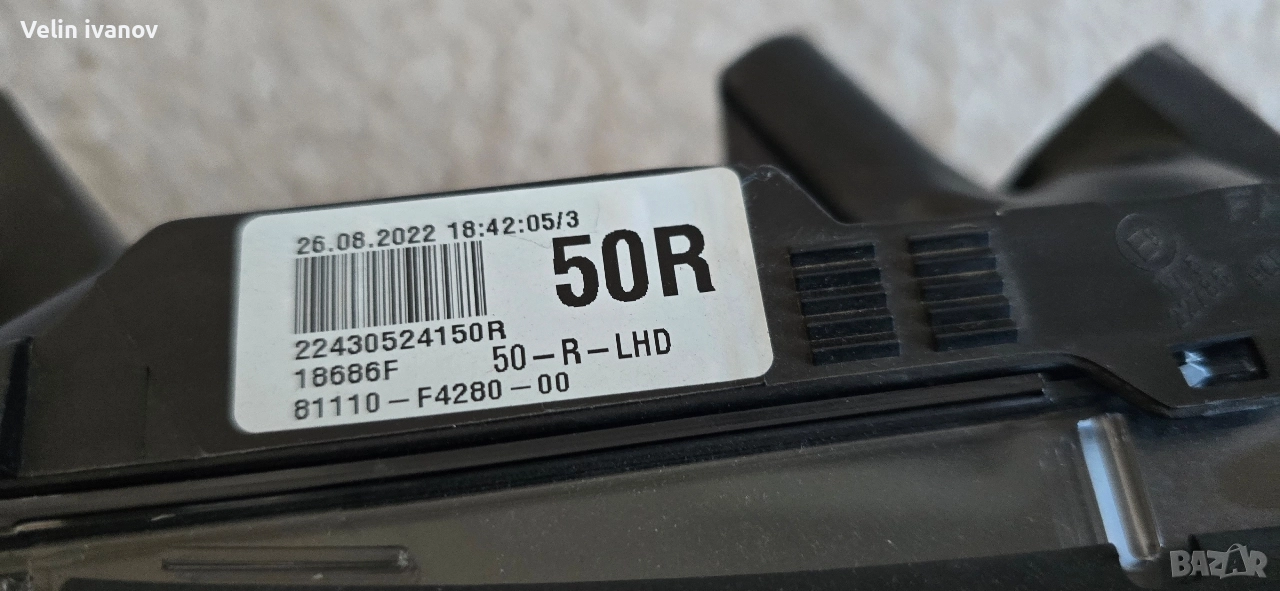 Velin ivanov
26.08.2022 18:42:05/3
50R
22430524150R
18686F 50-R-LHD
81110-F4280-00
BAZAR